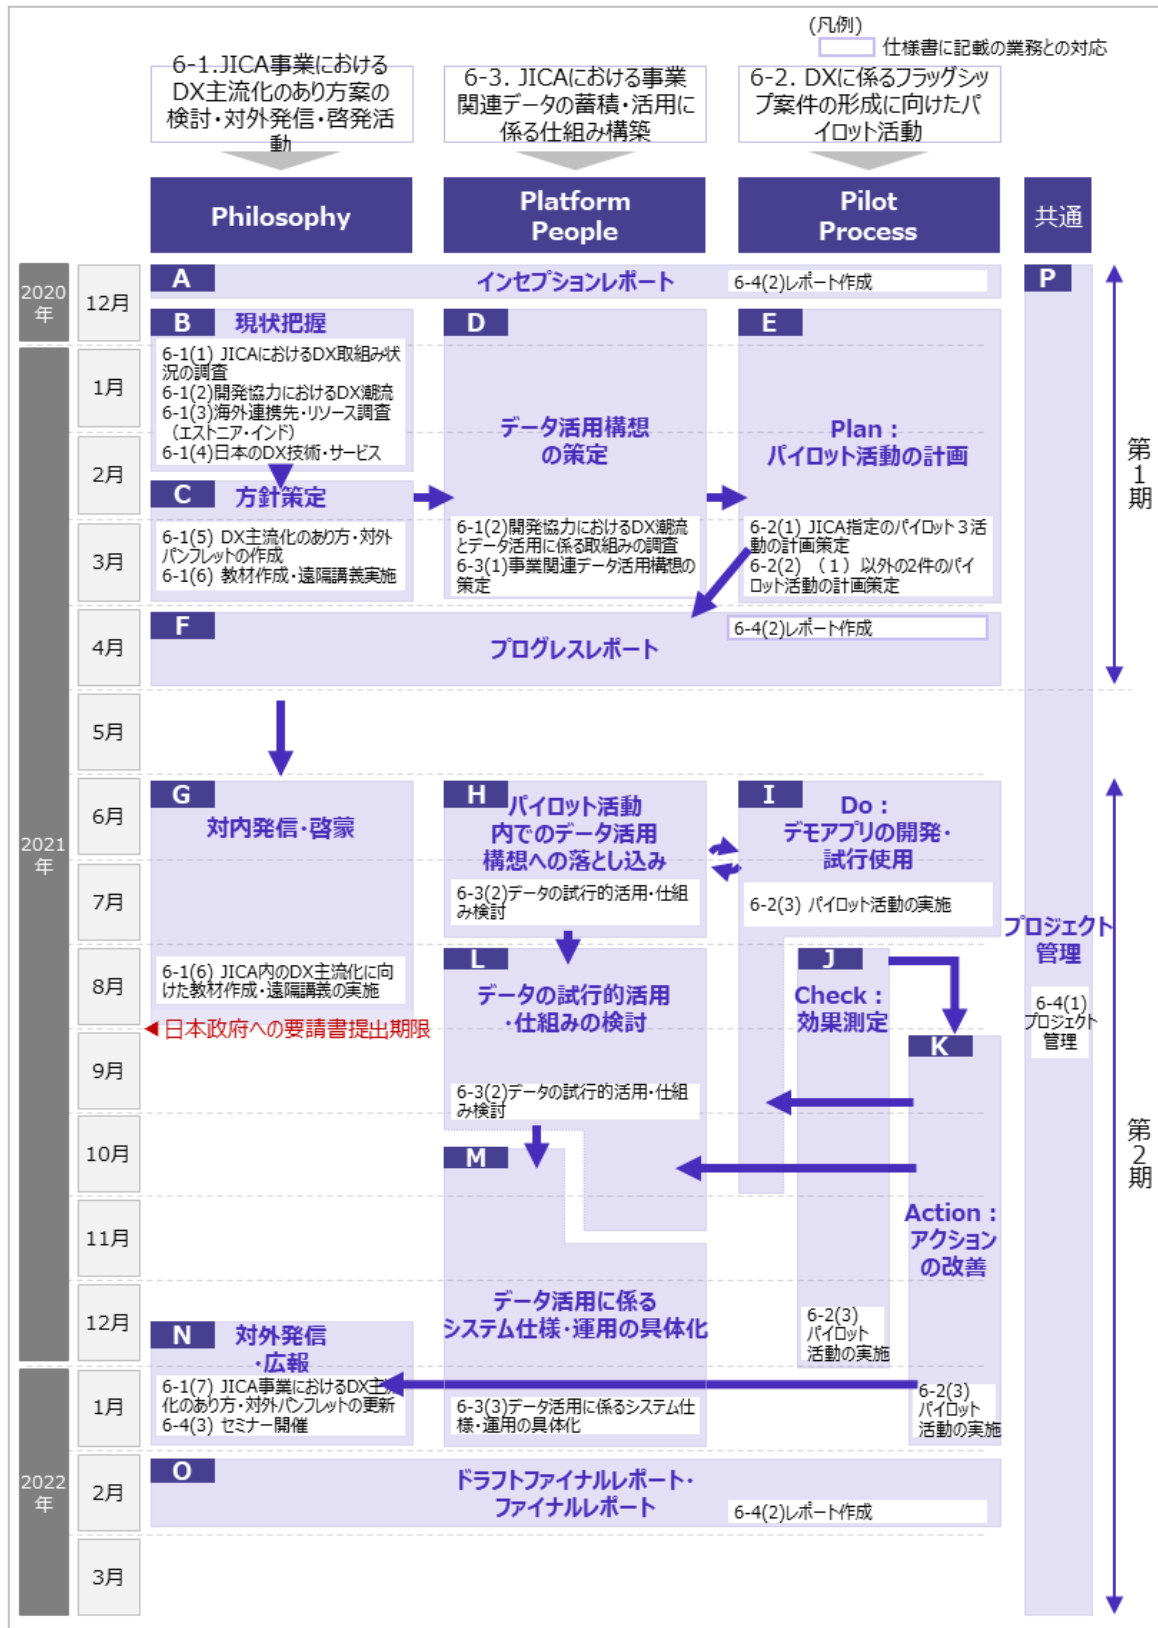 (凡例)
仕様書に記載の業務との対応
6-1.JICA事業における
DX主流化のあり方案の
検討・対外発信・啓発活
動
6-3. JICAにおける事業
関連データの蓄積・活用に
係る仕組み構築
6-2. DXに係るフラッグシッ
プ案件の形成に向けたパ
イロット活動
Philosophy
Platform
People
Pilot
Process
共通
2020
年
12月
A
インセプションレポート
6-4(2)レポート作成
P
B
現状把握
6-1(1) JICAにおけるDX取組み状
況の調査
6-1(2)開発協力におけるDX潮流
6-1(3)海外連携先・リソース調査
（エストニア・インド）
6-1(4)日本のDX技術・サービス
D
データ活用構想
の策定
E
Plan：
パイロット活動の計画
1月
2月
第1期
C
方針策定
6-1(5) DX主流化のあり方・対外
パンフレットの作成
6-1(6) 教材作成・遠隔講義実施
6-1(2)開発協力におけるDX潮流
とデータ活用に係る取組みの調査
6-3(1)事業関連データ活用構想の
策定
6-2(1) JICA指定のパイロット３活
動の計画策定
6-2(2) （１）以外の2件のパイ
ロット活動の計画策定
3月
4月
F
プログレスレポート
6-4(2)レポート作成
5月
2021
年
6月
G
対内発信・啓蒙
H
パイロット活動
内でのデータ活用
構想への落とし込み
6-3(2)データの試行的活用・仕組
み検討
I
Do：
デモアプリの開発・
試行使用
6-2(3) パイロット活動の実施
7月
プロジェクト
管理
6-4(1)
プロジェクト
管理
8月
6-1(6) JICA内のDX主流化に向
けた教材作成・遠隔講義の実施
日本政府への要請書提出期限
L
データの試行的活用
・仕組みの検討
6-3(2)データの試行的活用・仕組
み検討
J
Check：
効果測定
K
9月
10月
第2期
M
11月
Action：
アクション
の改善
12月
データ活用に係る
システム仕様・運用の具体化
6-2(3)
パイロット
活動の実施
N
対外発信
・広報
6-1(7) JICA事業におけるDX主流
化のあり方・対外パンフレットの更新
6-4(3) セミナー開催
1月
6-3(3)データ活用に係るシステム仕
様・運用の具体化
6-2(3)
パイロット
活動の実施
2022
年
2月
O
ドラフトファイナルレポート・
ファイナルレポート
6-4(2)レポート作成
3月